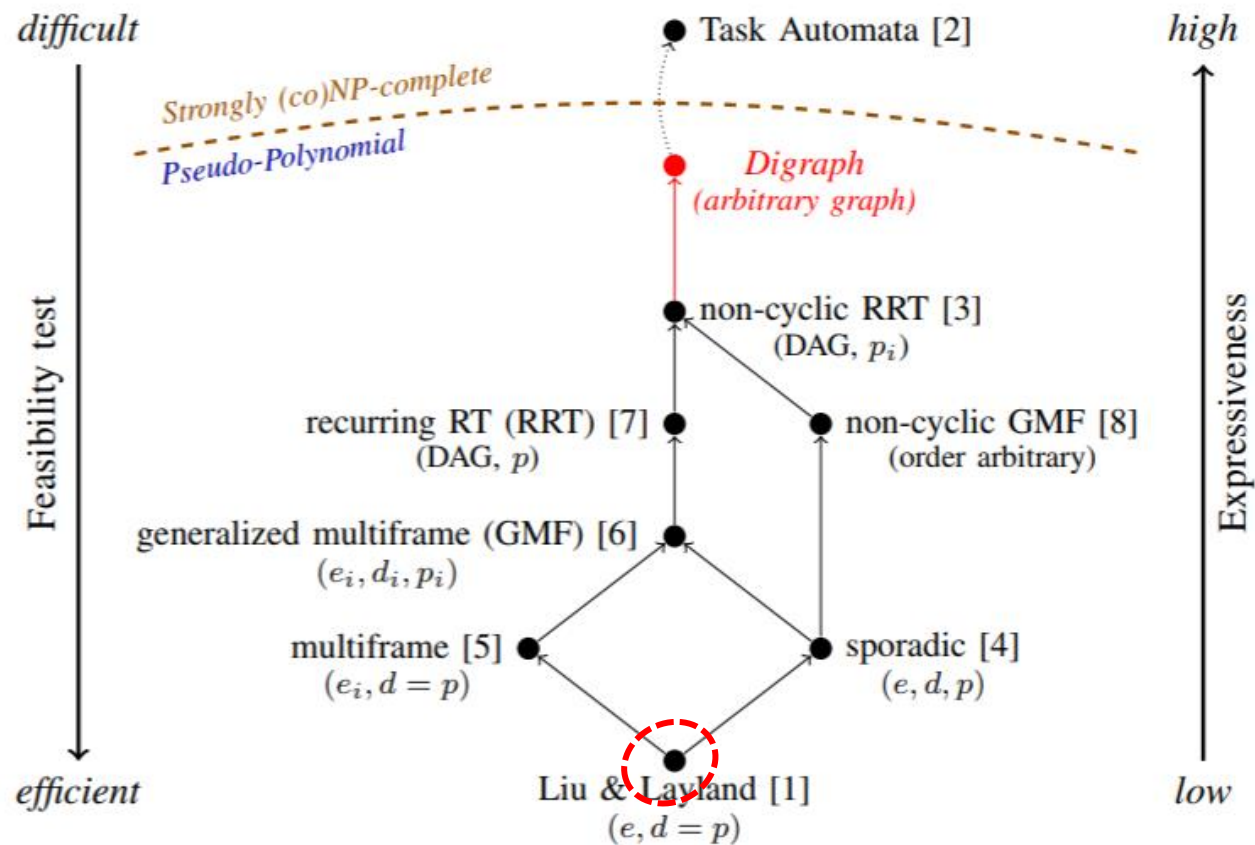 difficult
Task Automata [2]
high
Strongly (co)NP-complete
Pseudo-Polynomial
Digraph
(arbitrary graph)
Feasibility test
Expressiveness
non-cyclic RRT [3]
(DAG, pᵢ)
recurring RT (RRT) [7]
(DAG, p)
non-cyclic GMF [8]
(order arbitrary)
generalized multiframe (GMF) [6]
(eᵢ, dᵢ, pᵢ)
multiframe [5]
(eᵢ, d = p)
sporadic [4]
(e, d, p)
efficient
Liu & Layland [1]
(e, d = p)
low